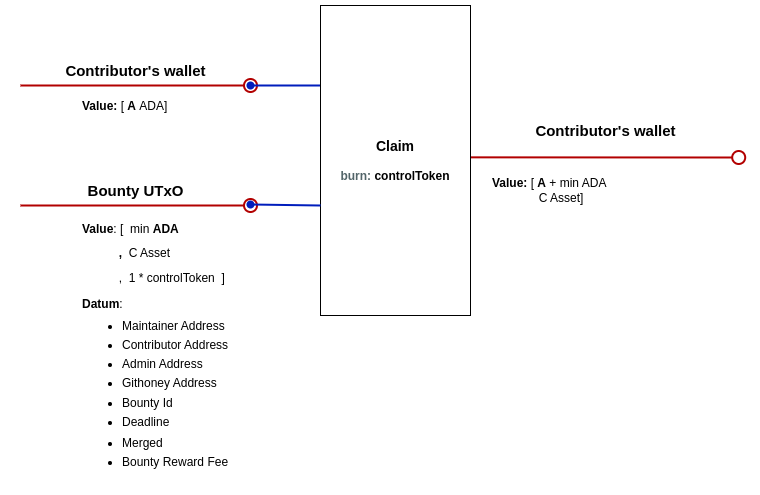 Contributor's wallet
Value: [ A ADA]
Bounty UTxO
Value: [ min ADA
, C Asset
, 1 * controlToken ]
Datum:
• Maintainer Address
• Contributor Address
• Admin Address
• Githoney Address
• Bounty Id
• Deadline
• Merged
• Bounty Reward Fee
Claim
burn: controlToken
Contributor's wallet
Value: [ A + min ADA
C Asset]